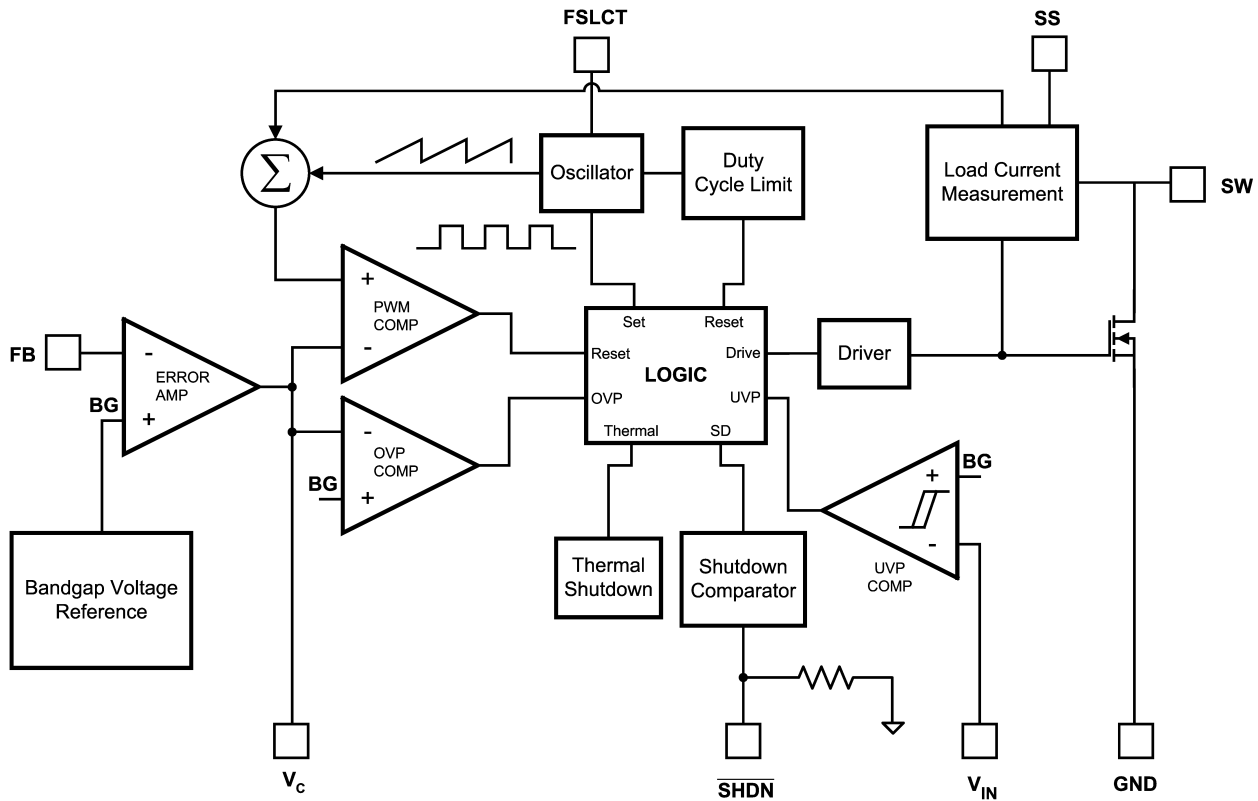 FSLCT
SS
Σ
Oscillator
Duty
Cycle Limit
Load Current
Measurement
SW
+
PWM
COMP
-
Set
Reset
FB
-
ERROR
AMP
BG
+
Reset
LOGIC
Drive
Driver
OVP
UVP
-
OVP
COMP
BG
+
Thermal
SD
+
BG
-
UVP
COMP
Bandgap Voltage
Reference
Thermal
Shutdown
Shutdown
Comparator
VC
SHDN
VIN
GND